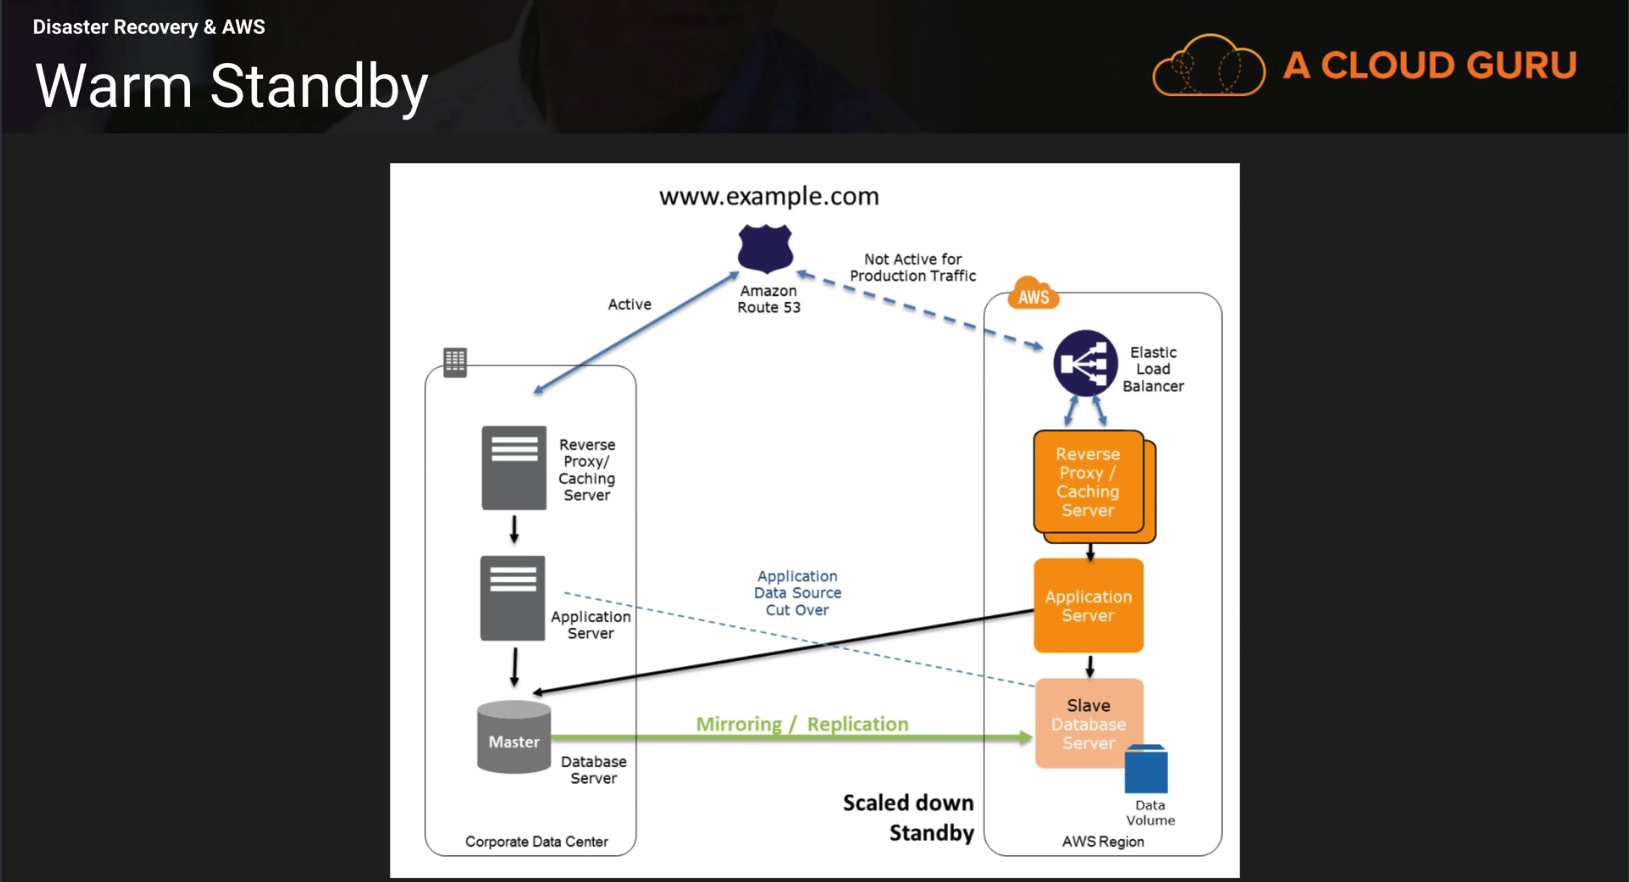 Disaster Recovery & AWS
Warm Standby
A CLOUD GURU
www.example.com
Amazon
Route 53
Active
Not Active for
Production Traffic
AWS
Elastic
Load
Balancer
Reverse
Proxy/
Caching
Server
Reverse
Proxy /
Caching
Server
Application
Server
Application
Data Source
Cut Over
Application
Server
Master
Database
Server
Mirroring / Replication
Slave
Database
Server
Data
Volume
Scaled down
Standby
Corporate Data Center
AWS Region